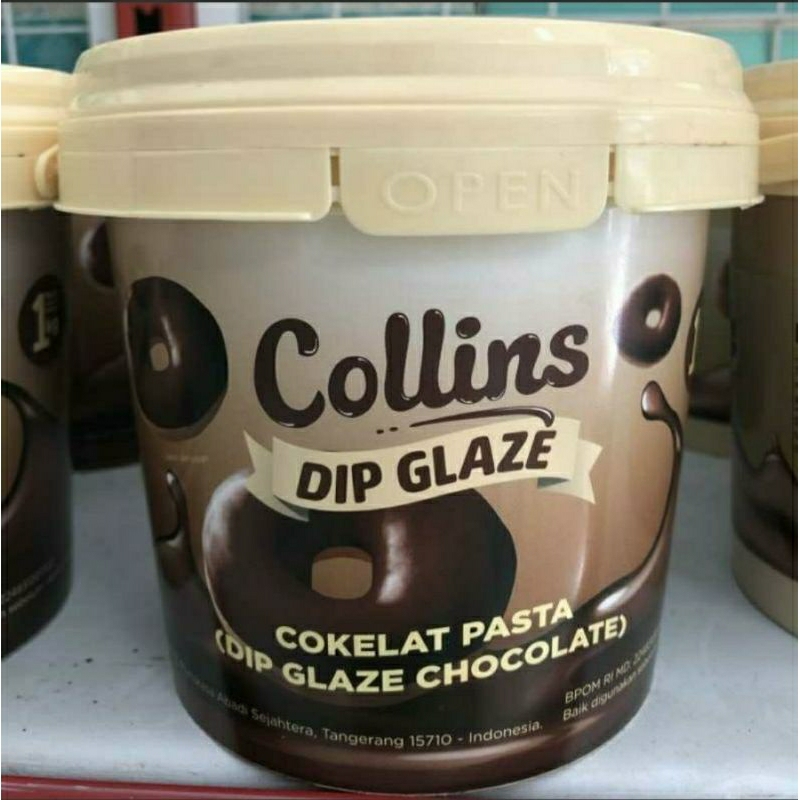 OPEN
Collins
DIP GLAZE
COKELAT PASTA
(DIP GLAZE CHOCOLATE)
Abadi Sejahtera, Tangerang 15710 - Indonesia.
BPOM RI MD.
Baik digunakan
1